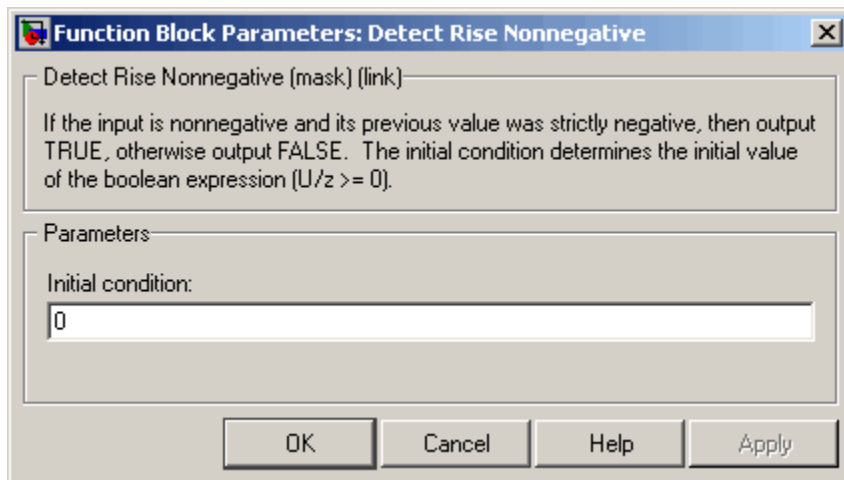 Function Block Parameters: Detect Rise Nonnegative
Detect Rise Nonnegative (mask) (link)
If the input is nonnegative and its previous value was strictly negative, then output
TRUE, otherwise output FALSE.  The initial condition determines the initial value
of the boolean expression (U/z >= 0).
Parameters
Initial condition:
0
OK Cancel Help Apply